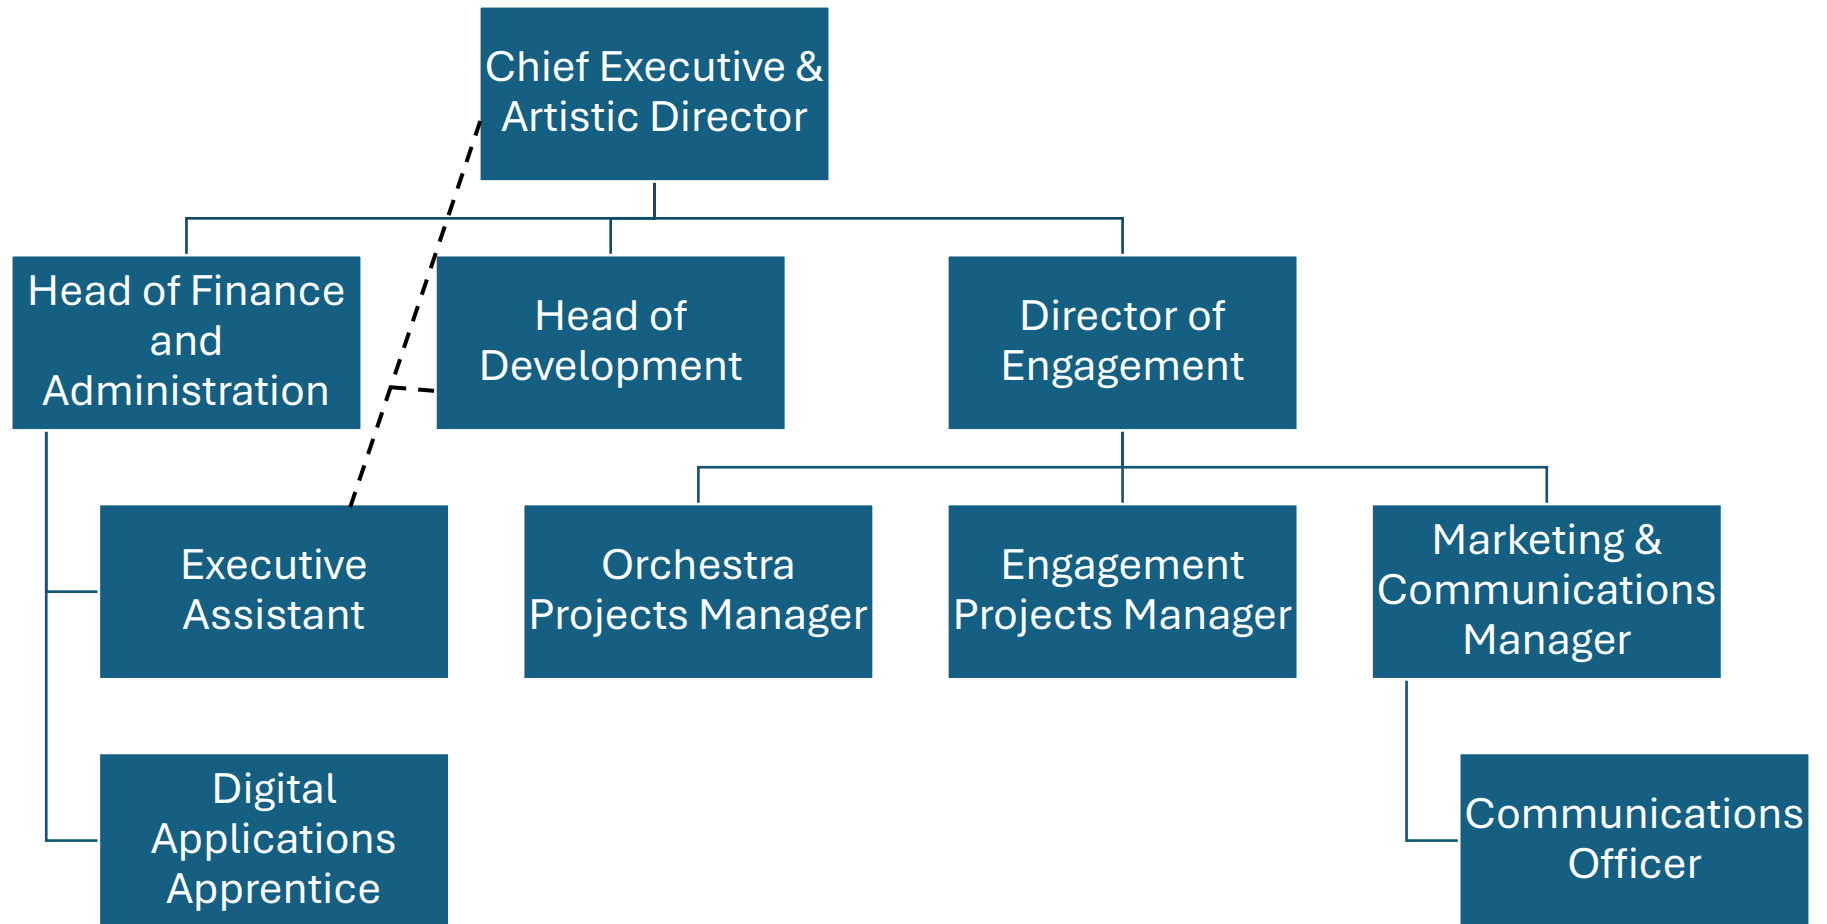 Chief Executive &
Artistic Director
Head of Finance
and
Administration
Head of
Development
Director of
Engagement
Executive
Assistant
Orchestra
Projects Manager
Engagement
Projects Manager
Marketing &
Communications
Manager
Digital
Applications
Apprentice
Communications
Officer